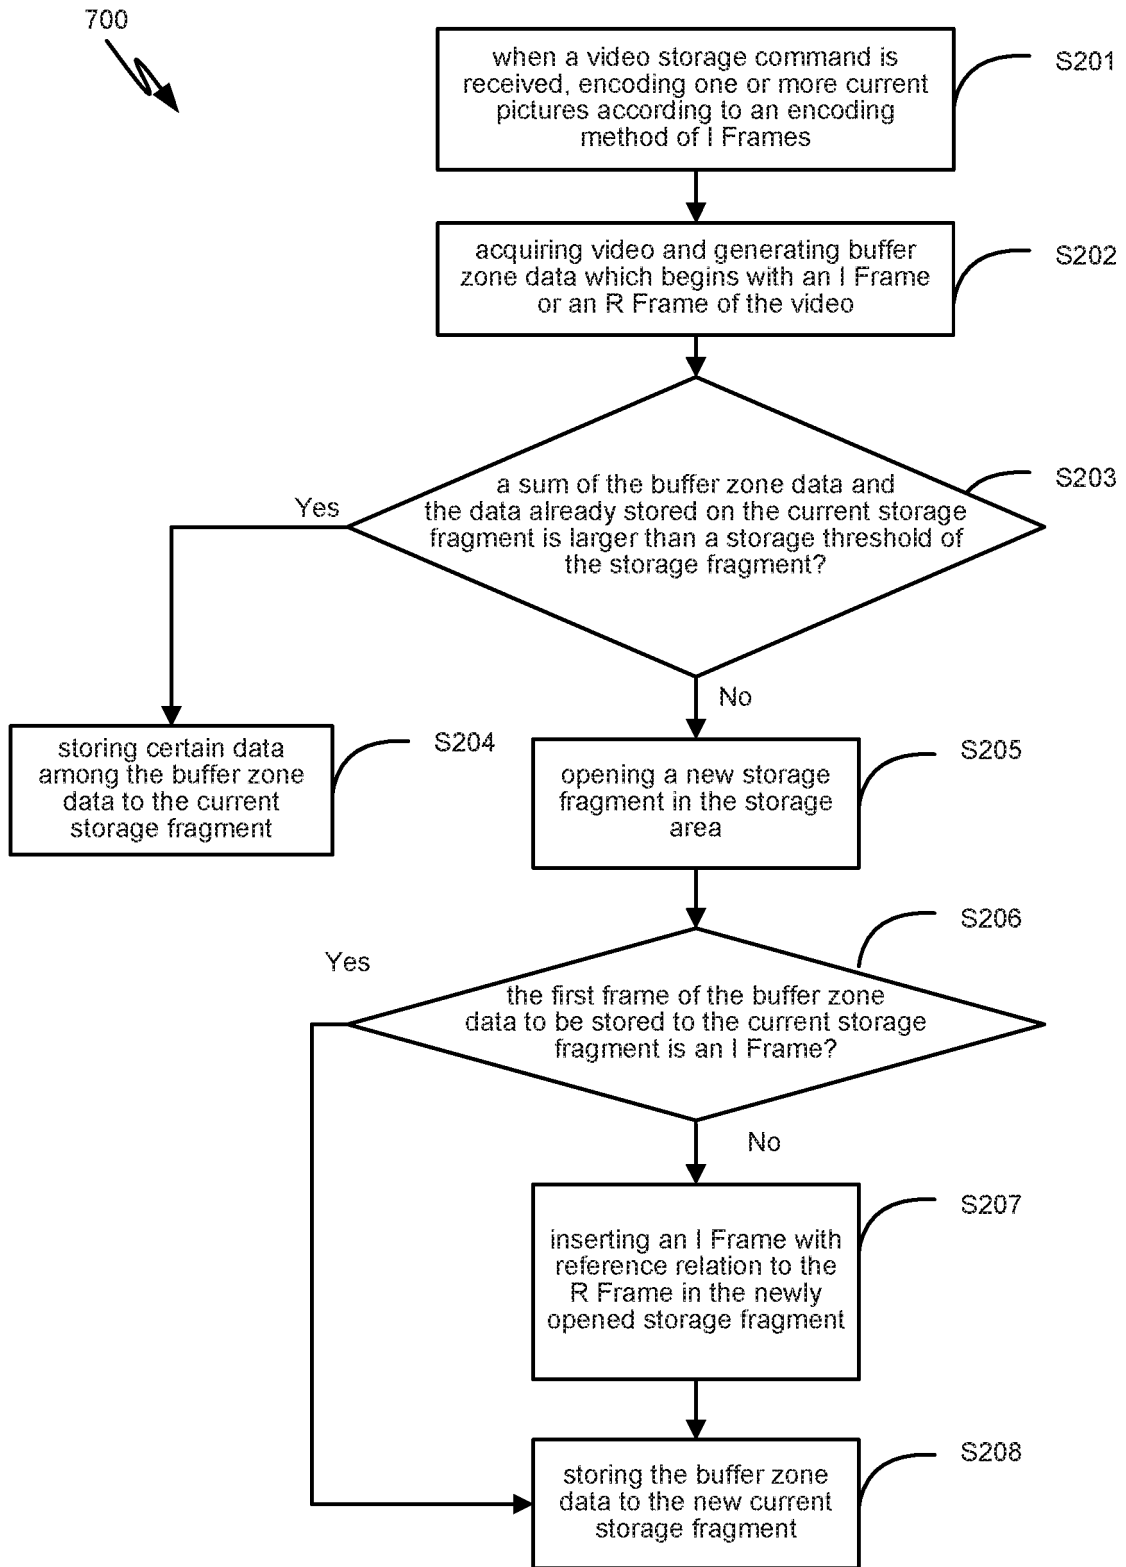 700
when a video storage command is
received, encoding one or more current
pictures according to an encoding
method of I Frames
S201
acquiring video and generating buffer
zone data which begins with an I Frame
or an R Frame of the video
S202
a sum of the buffer zone data and
the data already stored on the current storage
fragment is larger than a storage threshold of
the storage fragment?
S203
Yes
No
storing certain data
among the buffer zone
data to the current
storage fragment
S204
opening a new storage
fragment in the storage
area
S205
S206
Yes
the first frame of the buffer zone
data to be stored to the current storage
fragment is an I Frame?
No
inserting an I Frame with
reference relation to the
R Frame in the newly
opened storage fragment
S207
storing the buffer zone
data to the new current
storage fragment
S208